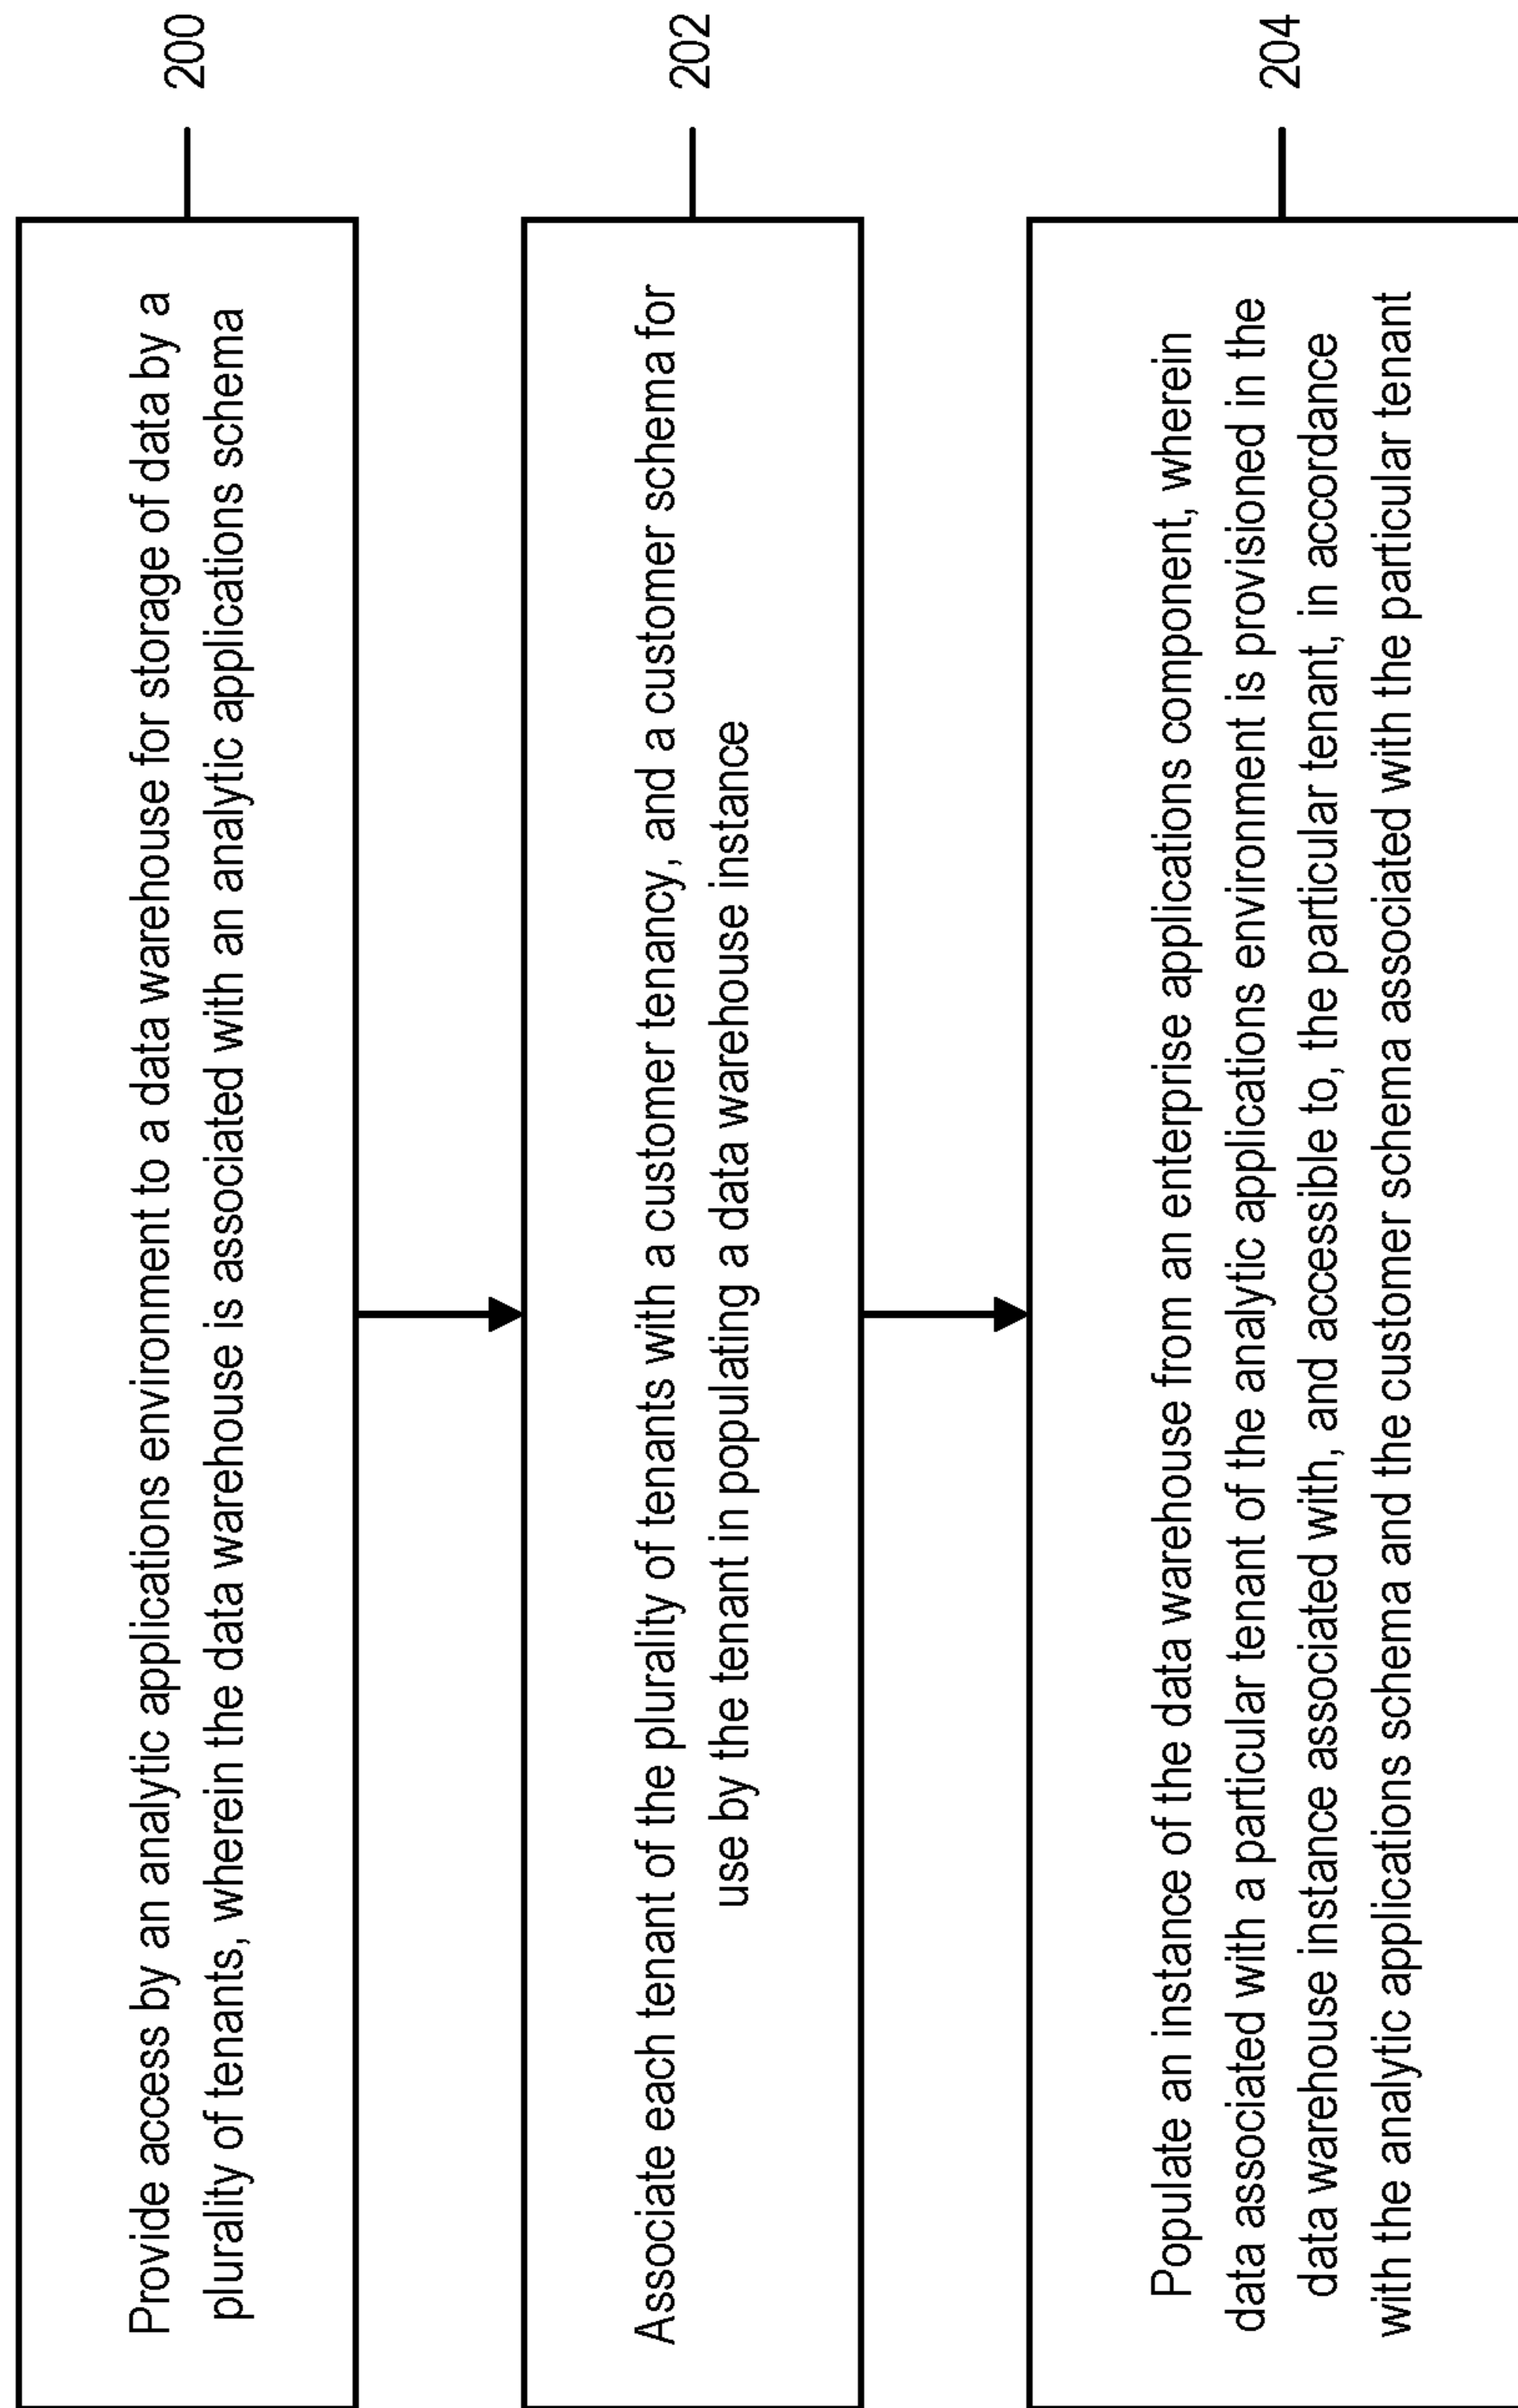 Provide access by an analytic applications environment to a data warehouse for storage of data by a
plurality of tenants, wherein the data warehouse is associated with an analytic applications schema
200
Associate each tenant of the plurality of tenants with a customer tenancy, and a customer schema for
use by the tenant in populating a data warehouse instance
202
Populate an instance of the data warehouse from an enterprise applications component, wherein
data associated with a particular tenant of the analytic applications environment is provisioned in the
data warehouse instance associated with, and accessible to, the particular tenant, in accordance
with the analytic applications schema and the customer schema associated with the particular tenant
204